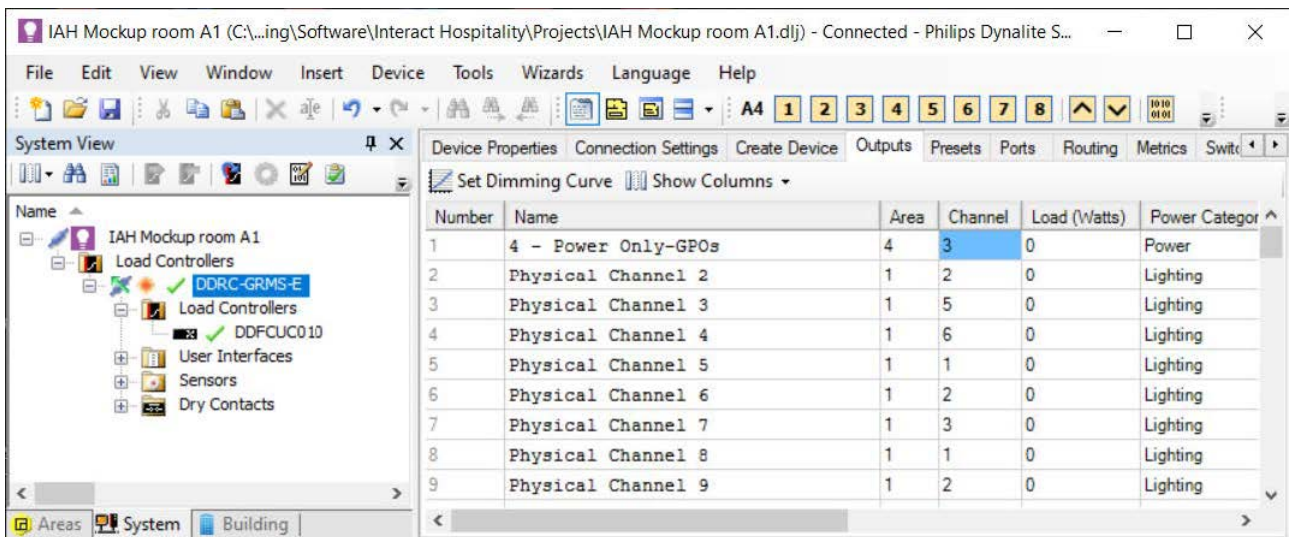 IAH Mockup room A1 (C:\...ing\Software\Interact Hospitality\Projects\IAH Mockup room A1.dlj) - Connected - Philips Dynalite S...
File Edit View Window Insert Device Tools Wizards Language Help
A4 1 2 3 4 5 6 7 8
System View
Name
IAH Mockup room A1
Load Controllers
DDRC-GRMS-E
Load Controllers
DDFCUC010
User Interfaces
Sensors
Dry Contacts
Areas System Building
Device Properties Connection Settings Create Device Outputs Presets Ports Routing Metrics Switc
Set Dimming Curve Show Columns
Number Name Area Channel Load (Watts) Power Categor
1 4 - Power Only-GPOs 4 3 0 Power
2 Physical Channel 2 1 2 0 Lighting
3 Physical Channel 3 1 5 0 Lighting
4 Physical Channel 4 1 6 0 Lighting
5 Physical Channel 5 1 1 0 Lighting
6 Physical Channel 6 1 2 0 Lighting
7 Physical Channel 7 1 3 0 Lighting
8 Physical Channel 8 1 1 0 Lighting
9 Physical Channel 9 1 2 0 Lighting